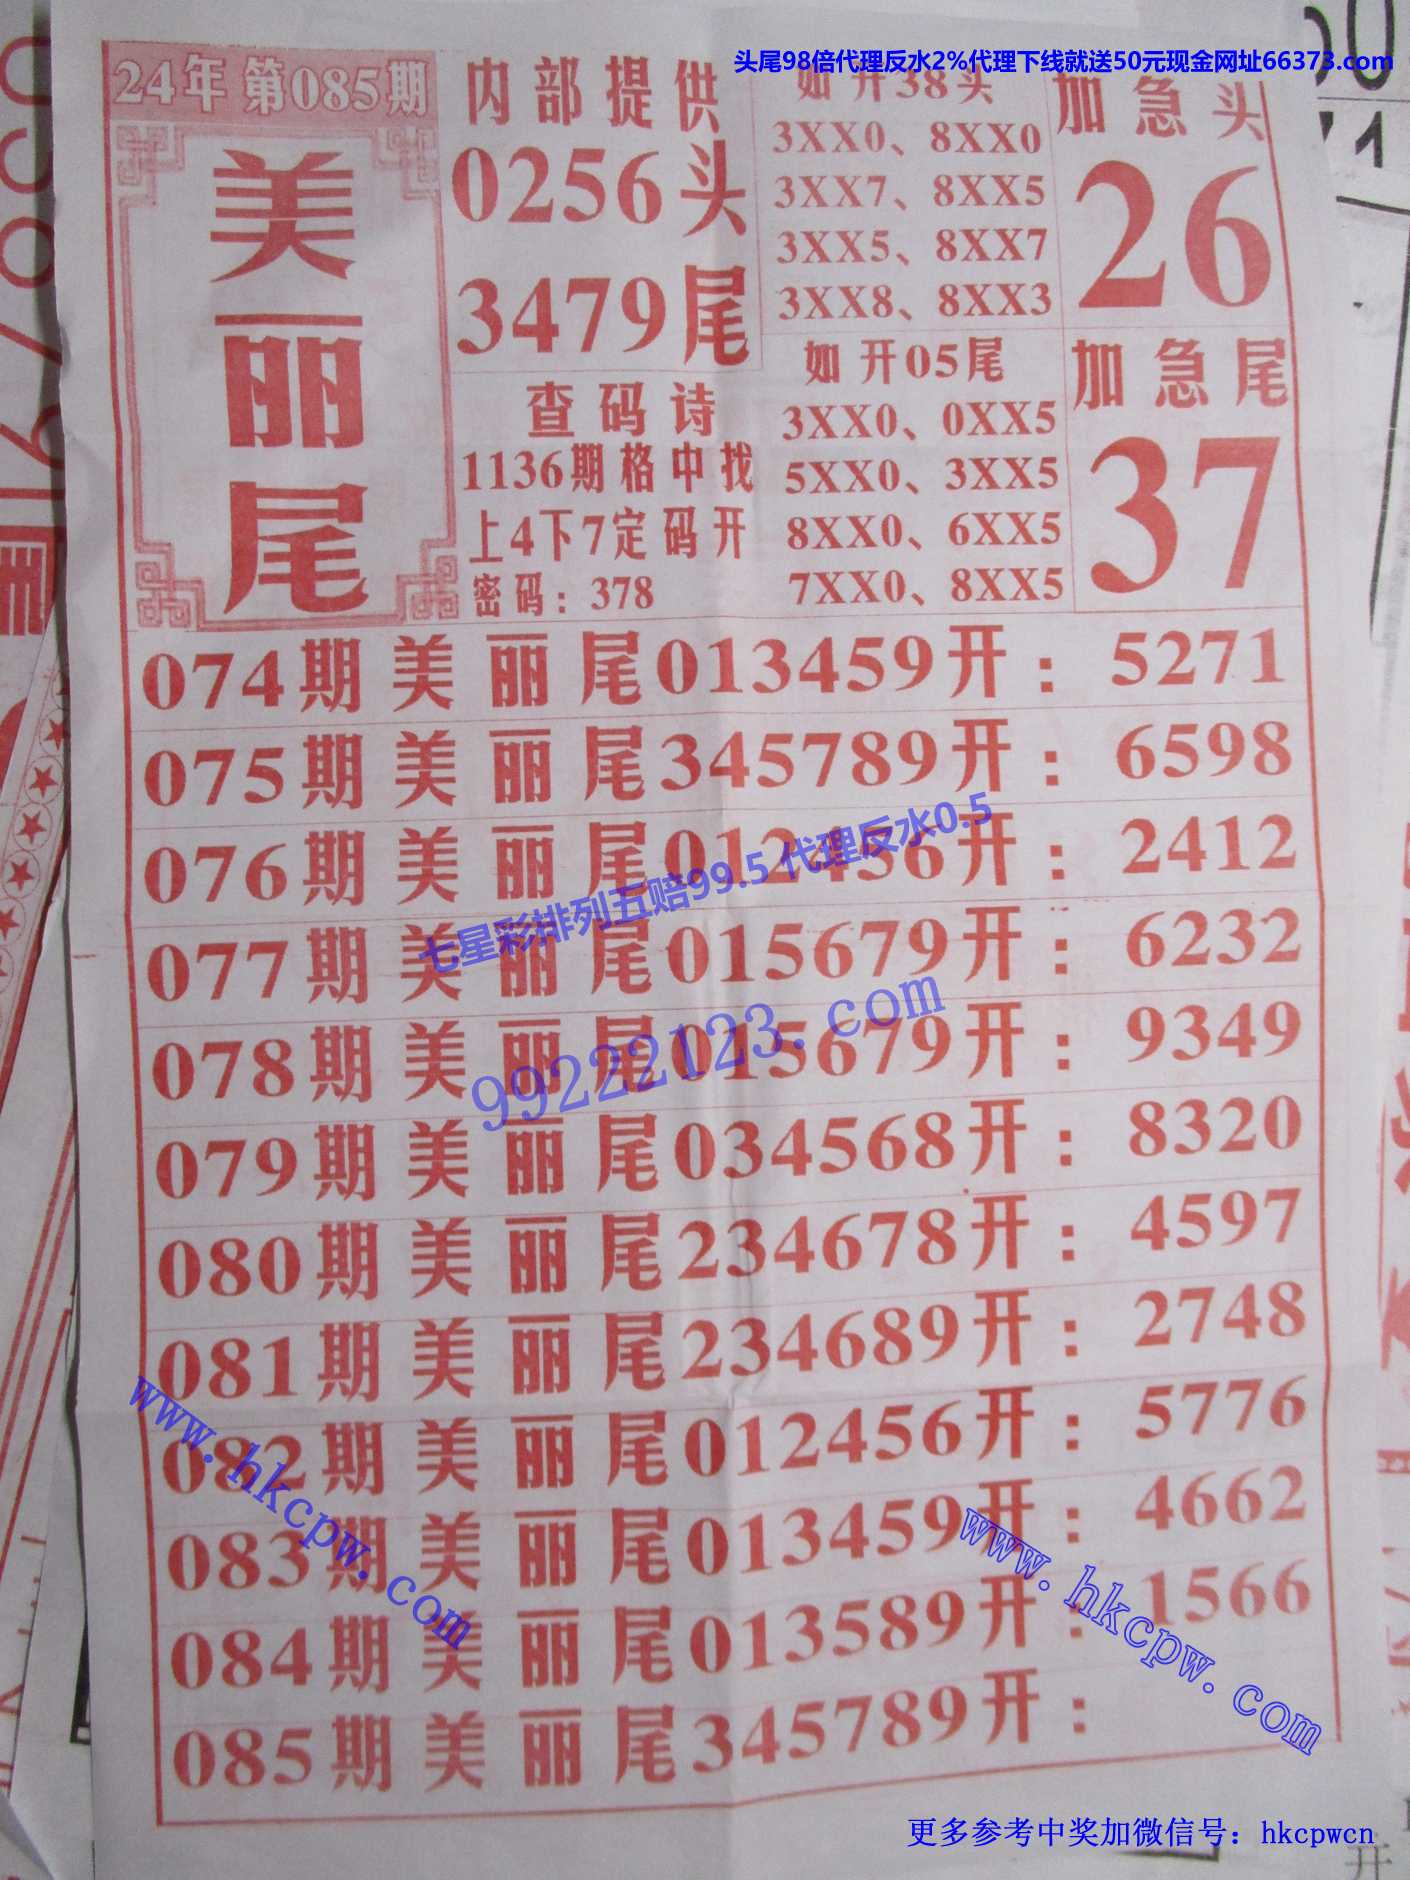 头尾98倍代理反水2%代理下线就送50元现金网址66373.com
24年 第085期
美丽尾
内部提供
0256头
3479尾
查码诗
1136期格中找
上4下7定码开
密码：378
如开38头
3XX0、8XX0
3XX7、8XX5
3XX5、8XX7
3XX8、8XX3
如开05尾
3XX0、0XX5
5XX0、3XX5
8XX0、6XX5
7XX0、8XX5
加急头
26
加急尾
37
074期美丽尾013459开：5271
075期美丽尾345789开：6598
076期美丽尾012456开：2412
077期美丽尾015679开：6232
078期美丽尾015679开：9349
079期美丽尾034568开：8320
080期美丽尾234678开：4597
081期美丽尾234689开：2748
082期美丽尾012456开：5776
083期美丽尾013459开：4662
084期美丽尾013589开：1566
085期美丽尾345789开：
七星彩排列五赔99.5 代理反水0.5
99222123.com
www.hkcpw.com
www.hkcpw.com
更多参考中奖加微信号：hkcpwcn